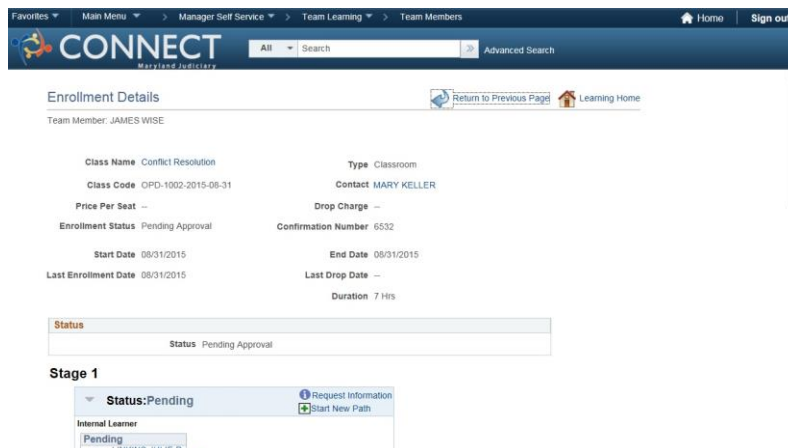 Favorites Main Menu > Manager Self Service > Team Learning > Team Members Home Sign out
CONNECT All Search Advanced Search
Maryland Judiciary
Enrollment Details Return to Previous Page Learning Home
Team Member: JAMES WISE
Class Name Conflict Resolution Type Classroom
Class Code OPD-1002-2015-08-31 Contact MARY KELLER
Price Per Seat -- Drop Charge --
Enrollment Status Pending Approval Confirmation Number 6532
Start Date 08/31/2015 End Date 08/31/2015
Last Enrollment Date 08/31/2015 Last Drop Date --
Duration 7 Hrs
Status
Status Pending Approval
Stage 1
Status:Pending Request Information
Start New Path
Internal Learner
Pending